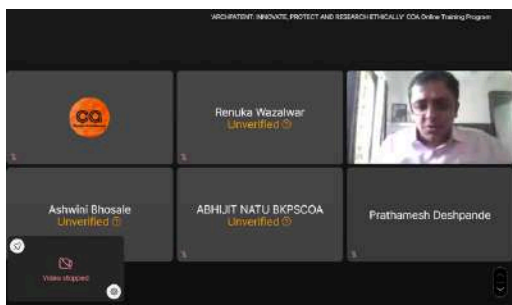 'ARCHPATENT: INNOVATE, PROTECT AND RESEARCH ETHICALLY' COA Online Training Program
Renuka Wazalwar
Unverified
Ashwini Bhosale
Unverified
ABHIJIT NATU BKPSCOA
Unverified
Prathamesh Deshpande
Video stopped